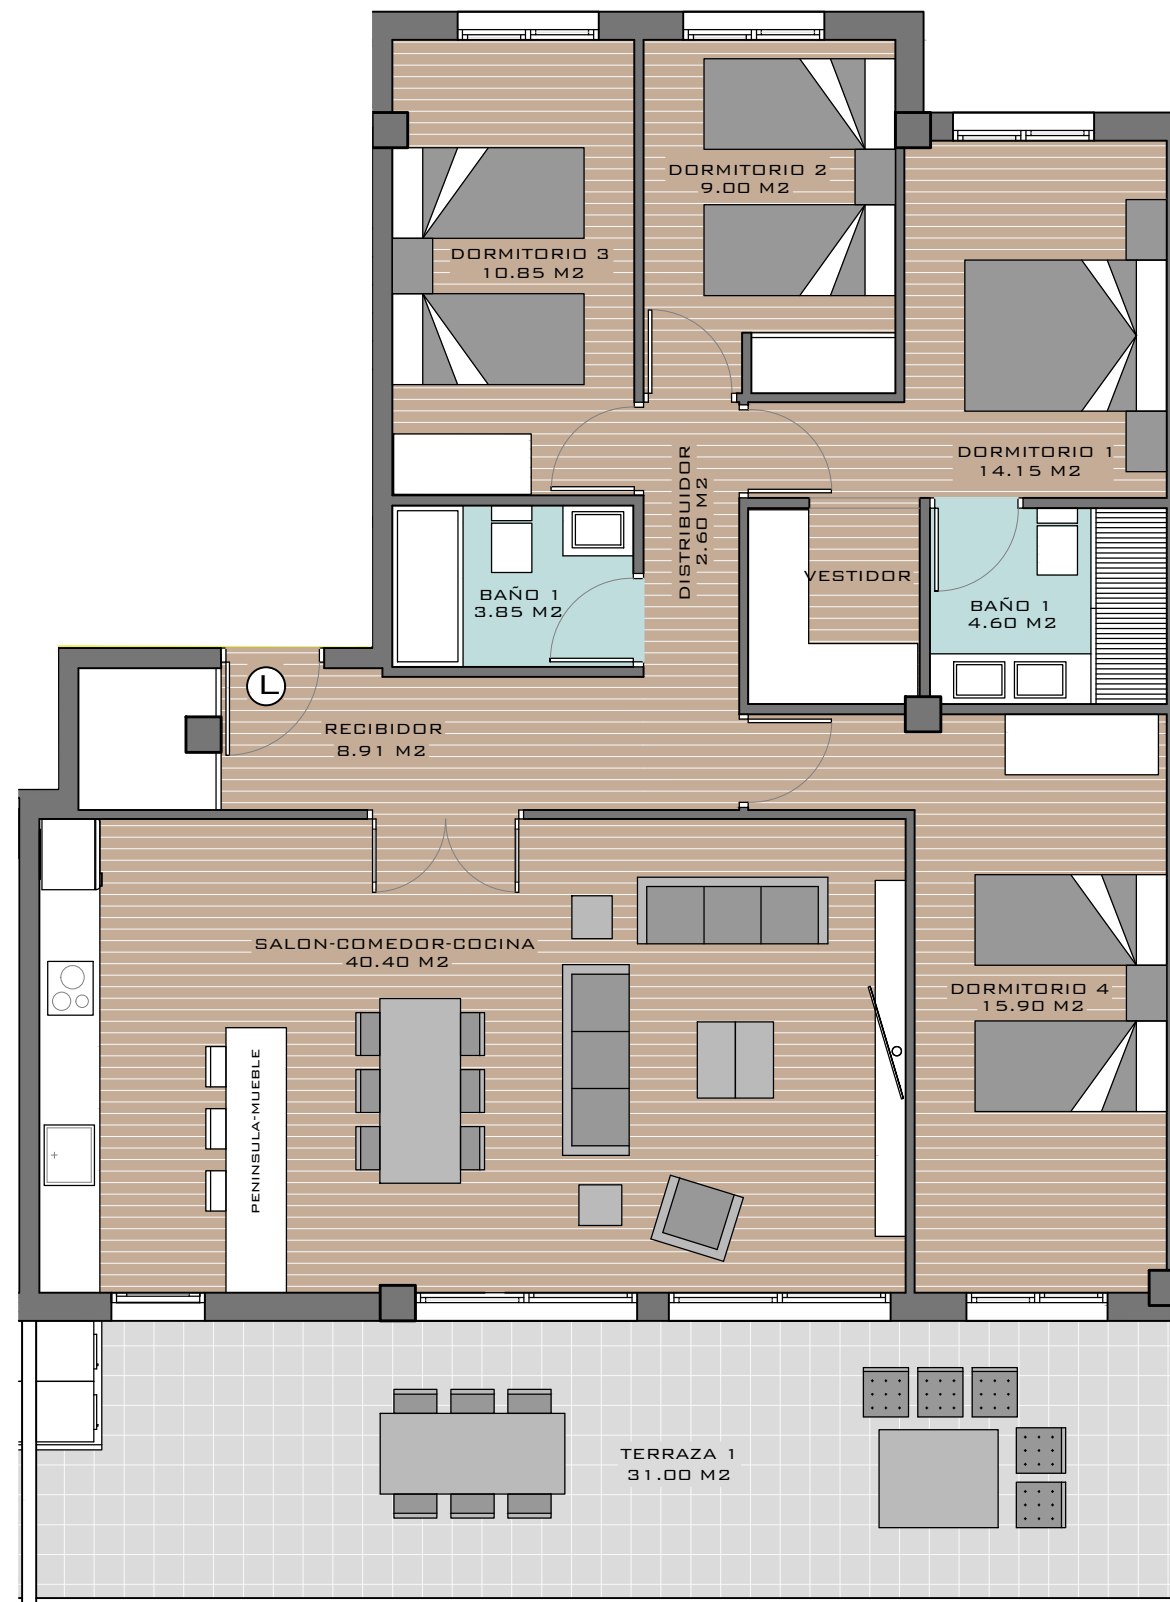 DORMITORIO 2
9.00 M2
DORMITORIO 3
10.85 M2
DORMITORIO 1
14.15 M2
DISTRIBUIDOR
2.60 M2
VESTIDOR
BAÑO 1
3.85 M2
BAÑO 1
4.60 M2
L
RECIBIDOR
8.91 M2
SALON-COMEDOR-COCINA
40.40 M2
DORMITORIO 4
15.90 M2
PENINSULA-MUEBLE
TERRAZA 1
31.00 M2